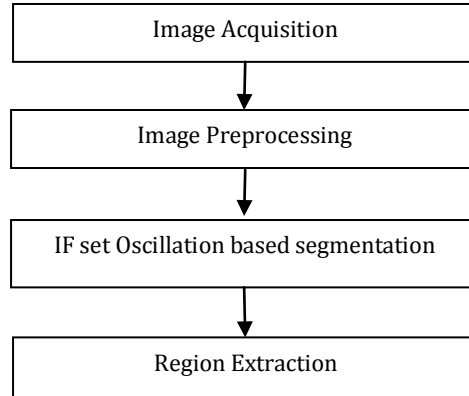 Image Acquisition
Image Preprocessing
IF set Oscillation based segmentation
Region Extraction